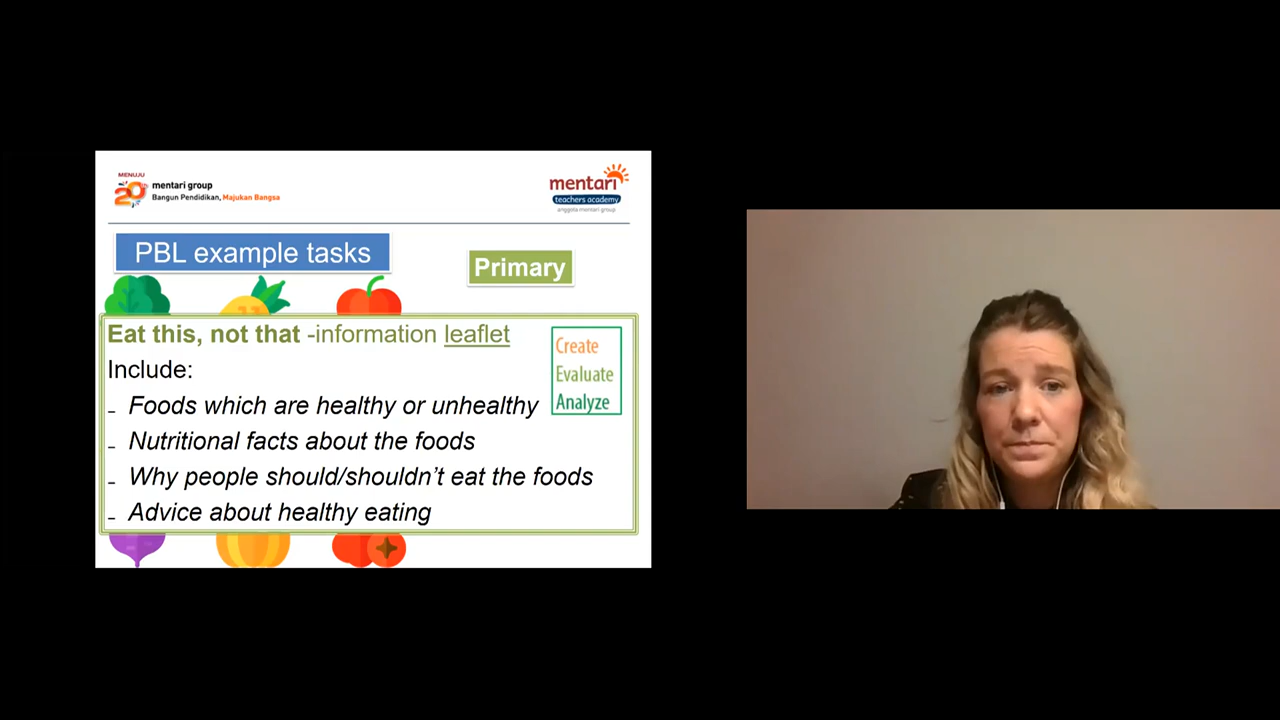 MENUJU
20th
mentari group
Bangun Pendidikan, Majukan Bangsa
mentari
teachers academy
anggota mentari group
PBL example tasks
Primary
Eat this, not that -information leaflet
Include:
- Foods which are healthy or unhealthy
- Nutritional facts about the foods
- Why people should/shouldn't eat the foods
- Advice about healthy eating
Create
Evaluate
Analyze